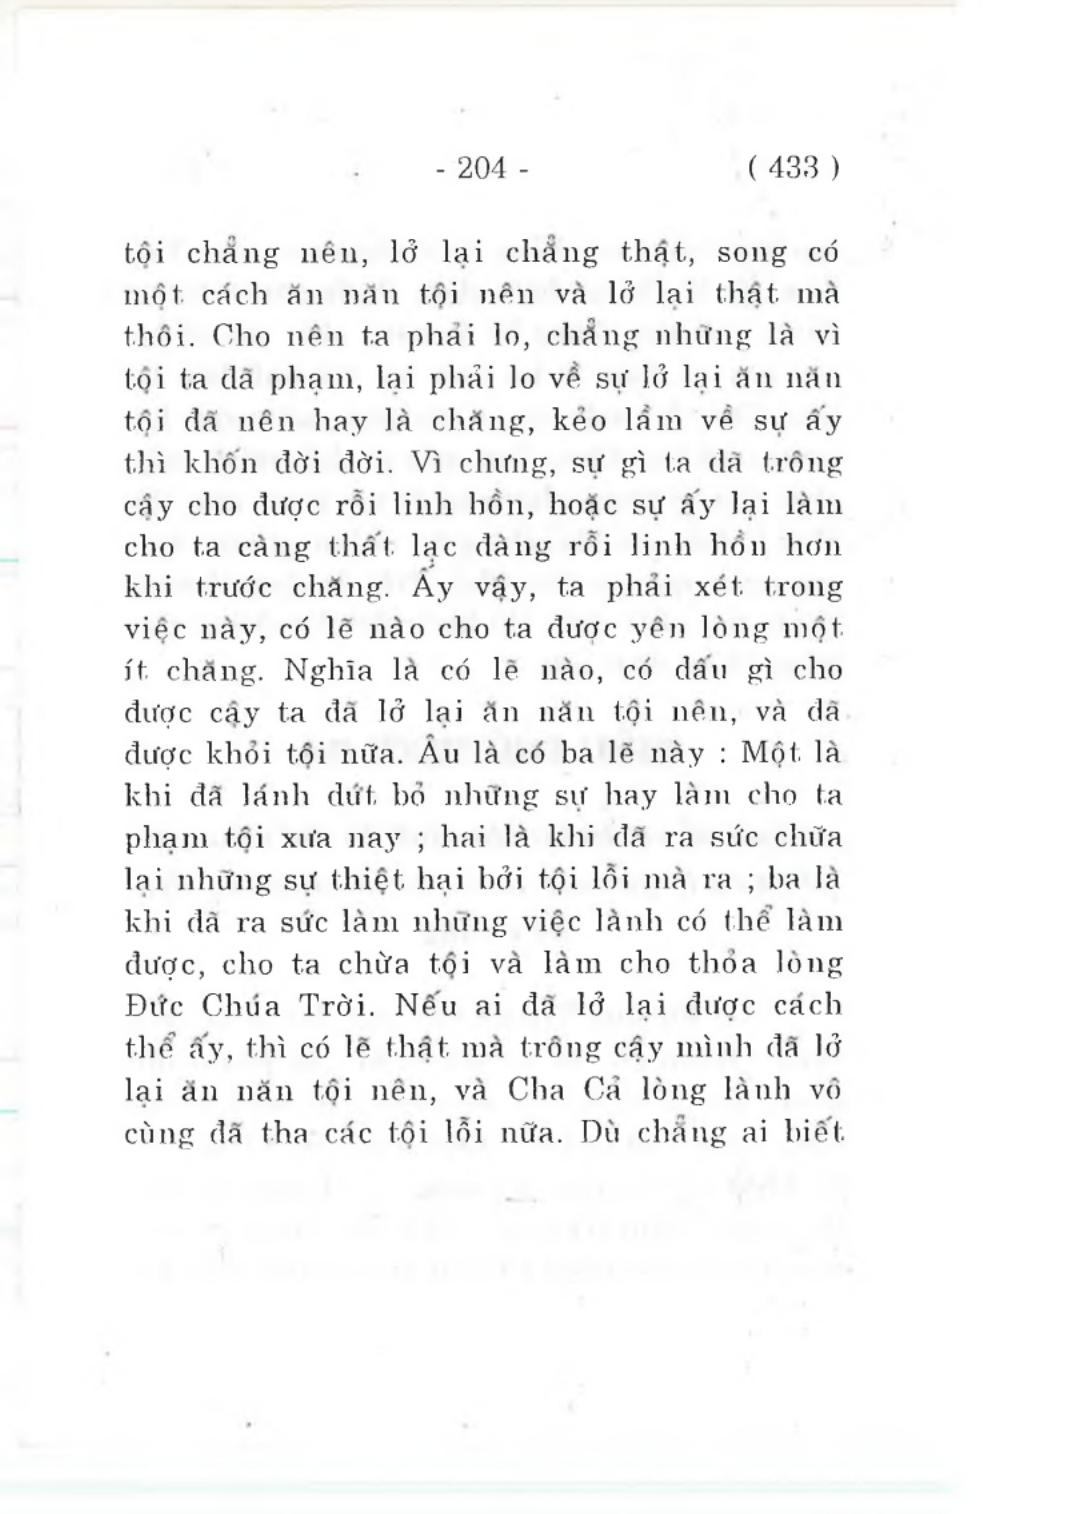 - 204 - ( 433 )
tội chẳng nên, lở lại chẳng thật, song có
một cách ăn năn tội nên và lở lại thật mà
thôi. Cho nên ta phải lo, chẳng những là vì
tội ta đã phạm, lại phải lo về sự lở lại ăn năn
tội đã nên hay là chăng, kẻo lầm về sự ấy
thì khốn đời đời. Vì chưng, sự gì ta đã trông
cậy cho được rỗi linh hồn, hoặc sự ấy lại làm
cho ta càng thất lạc đàng rỗi linh hồn hơn
khi trước chăng. Ấy vậy, ta phải xét trong
việc này, có lẽ nào cho ta được yên lòng một
ít chăng. Nghĩa là có lẽ nào, có dấu gì cho
được cậy ta đã lở lại ăn năn tội nên, và đã
được khỏi tội nữa. Âu là có ba lẽ này : Một là
khi đã lánh dứt bỏ những sự hay làm cho ta
phạm tội xưa nay ; hai là khi đã ra sức chữa
lại những sự thiệt hại bởi tội lỗi mà ra ; ba là
khi đã ra sức làm những việc lành có thể làm
được, cho ta chừa tội và làm cho thỏa lòng
Đức Chúa Trời. Nếu ai đã lở lại được cách
thể ấy, thì có lẽ thật mà trông cậy mình đã lở
lại ăn năn tội nên, và Cha Cả lòng lành vô
cùng đã tha các tội lỗi nữa. Dù chẳng ai biết